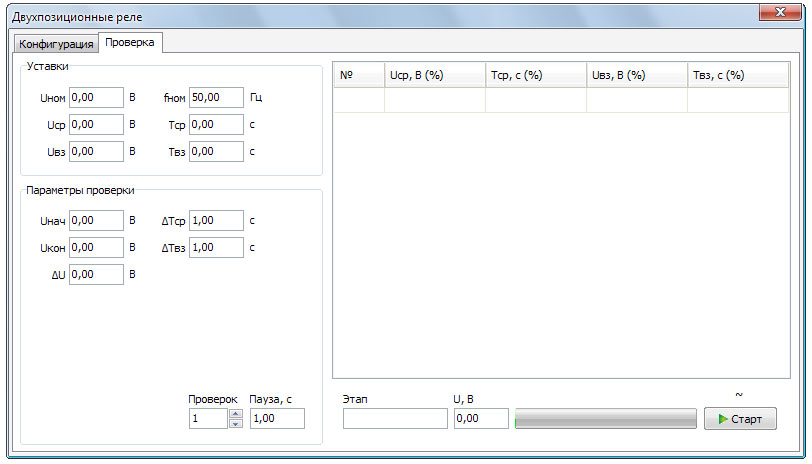 Двухпозиционные реле
Конфигурация Проверка
Уставки
Uном 0,00 В fном 50,00 Гц
Uср 0,00 В Tср 0,00 с
Uвз 0,00 В Tвз 0,00 с
Параметры проверки
Uнач 0,00 В ΔTср 1,00 с
Uкон 0,00 В ΔTвз 1,00 с
ΔU 0,00 В
Проверок Пауза, с
1 1,00
№ Uср, В (%) Tср, с (%) Uвз, В (%) Tвз, с (%)
Этап U, В ~
0,00 Старт